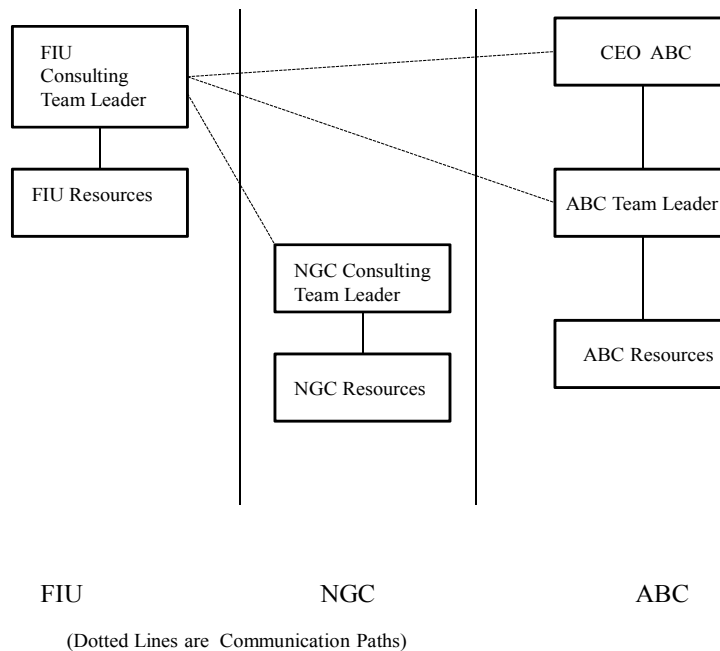 FIU
Consulting
Team Leader
CEO ABC
FIU Resources
ABC Team Leader
NGC Consulting
Team Leader
ABC Resources
NGC Resources
FIU
NGC
ABC
(Dotted Lines are Communication Paths)